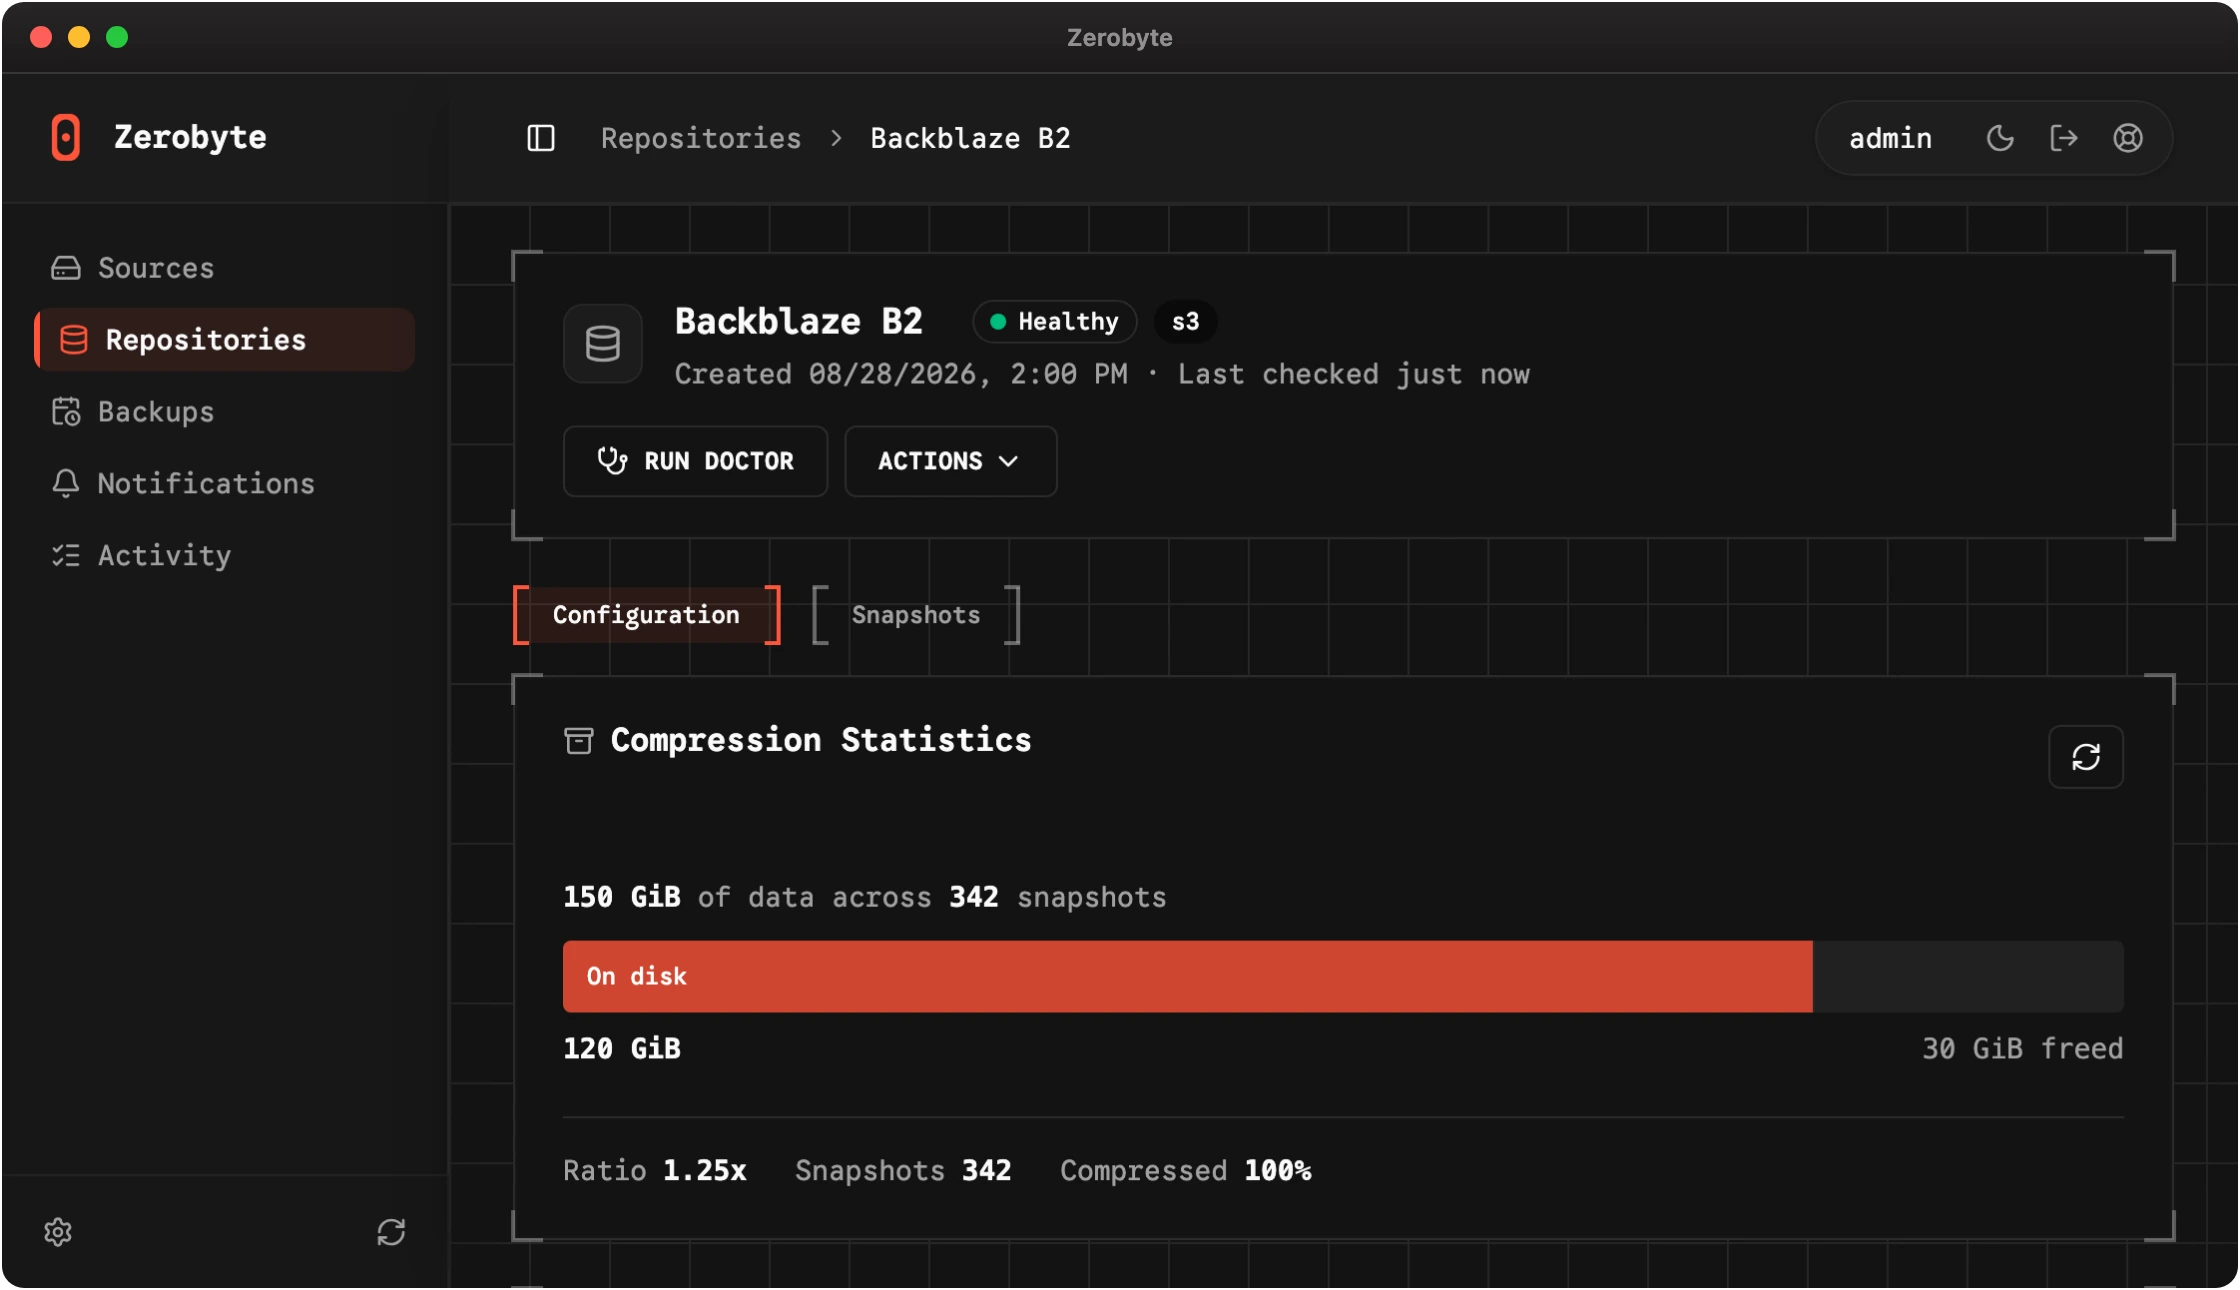 Zerobyte
Zerobyte
Repositories > Backblaze B2
admin
Sources
Repositories
Backups
Notifications
Activity
Backblaze B2
Healthy
s3
Created 08/28/2026, 2:00 PM · Last checked just now
RUN DOCTOR
ACTIONS
Configuration
Snapshots
Compression Statistics
150 GiB of data across 342 snapshots
On disk
120 GiB
30 GiB freed
Ratio 1.25x
Snapshots 342
Compressed 100%